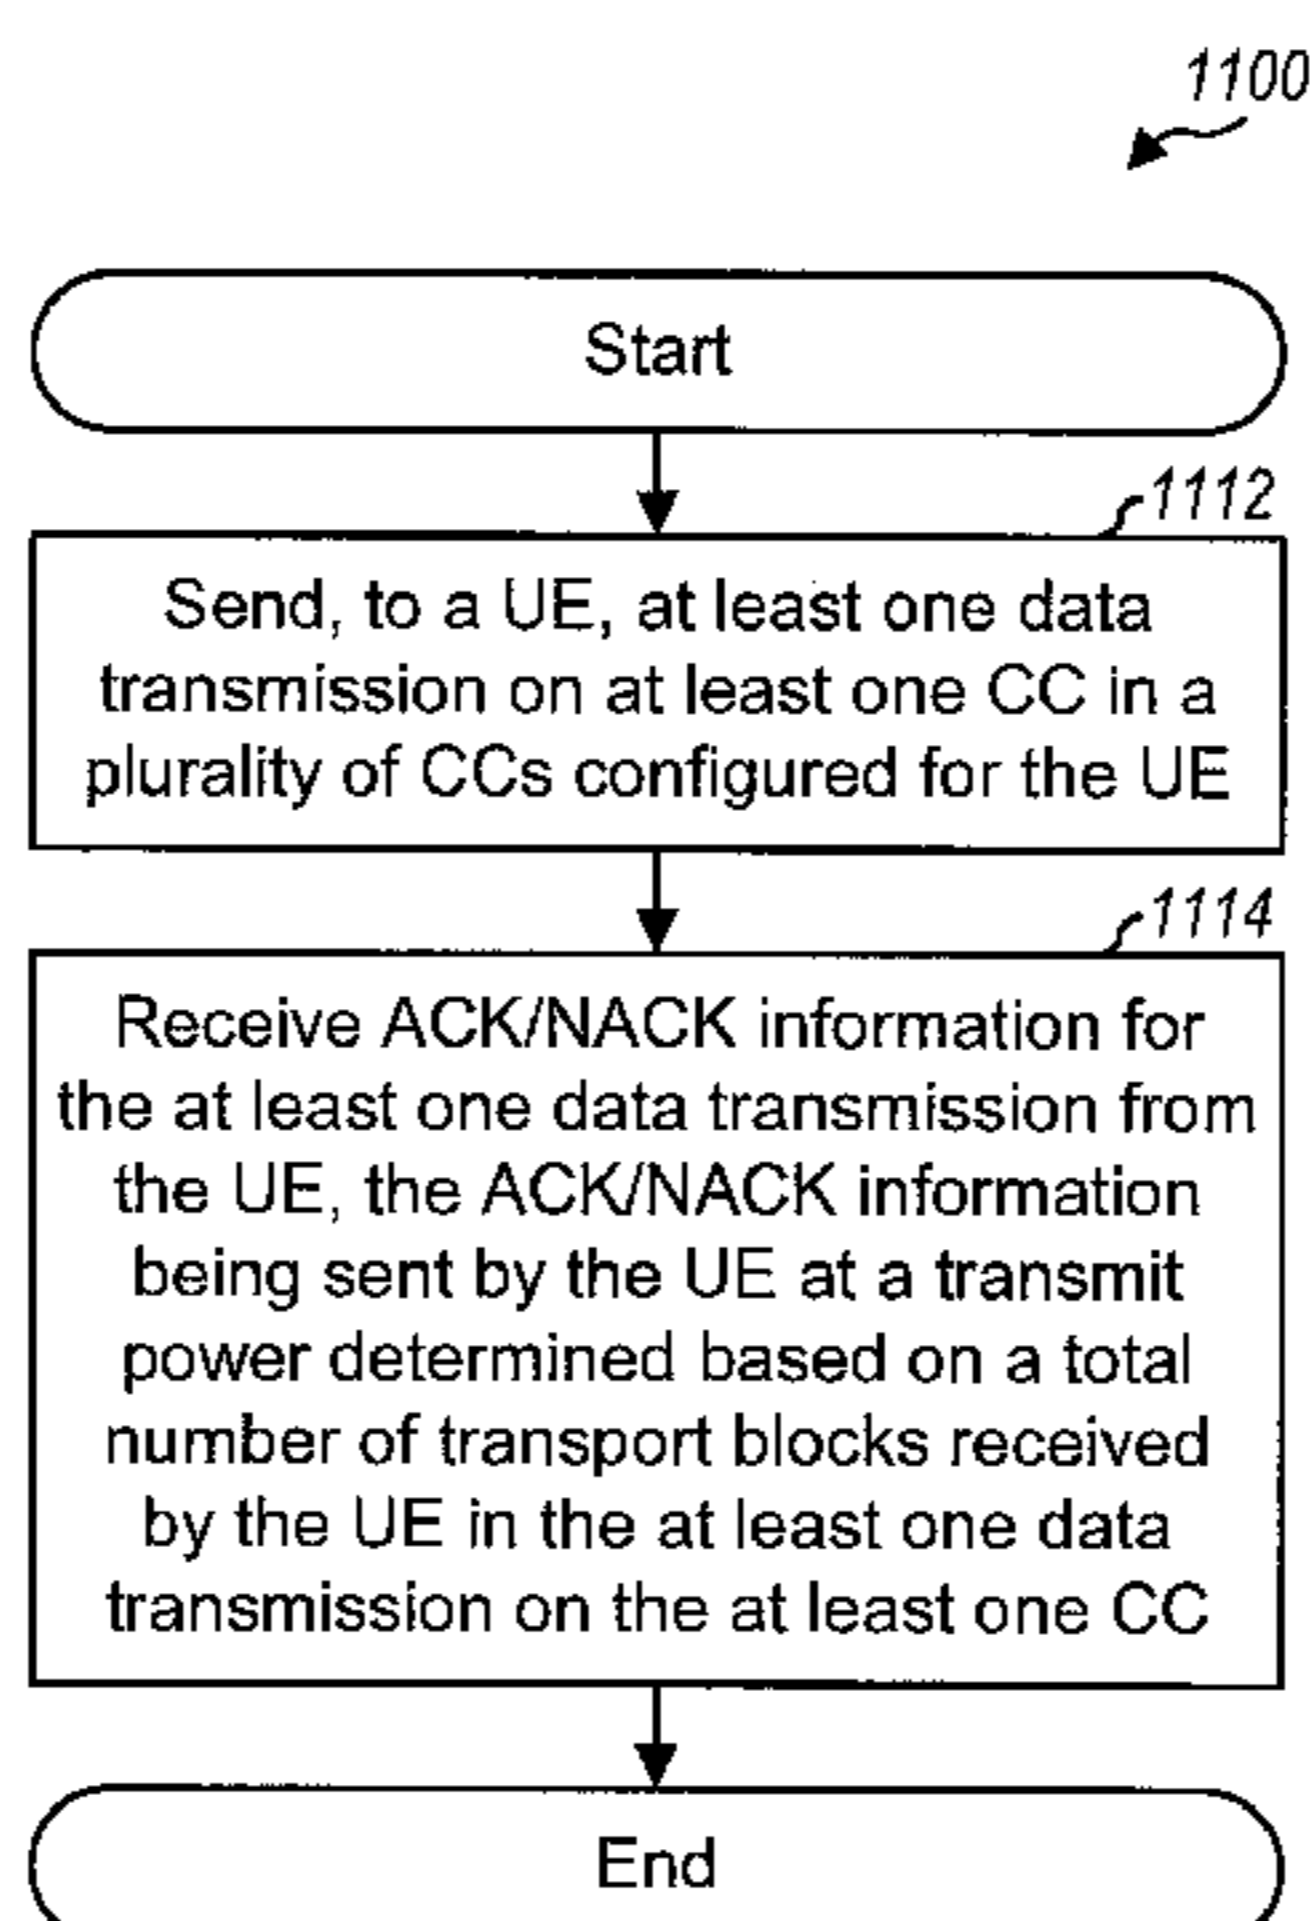 1100
Start
1112
Send, to a UE, at least one data
transmission on at least one CC in a
plurality of CCs configured for the UE
1114
Receive ACK/NACK information for
the at least one data transmission from
the UE, the ACK/NACK information
being sent by the UE at a transmit
power determined based on a total
number of transport blocks received
by the UE in the at least one data
transmission on the at least one CC
End